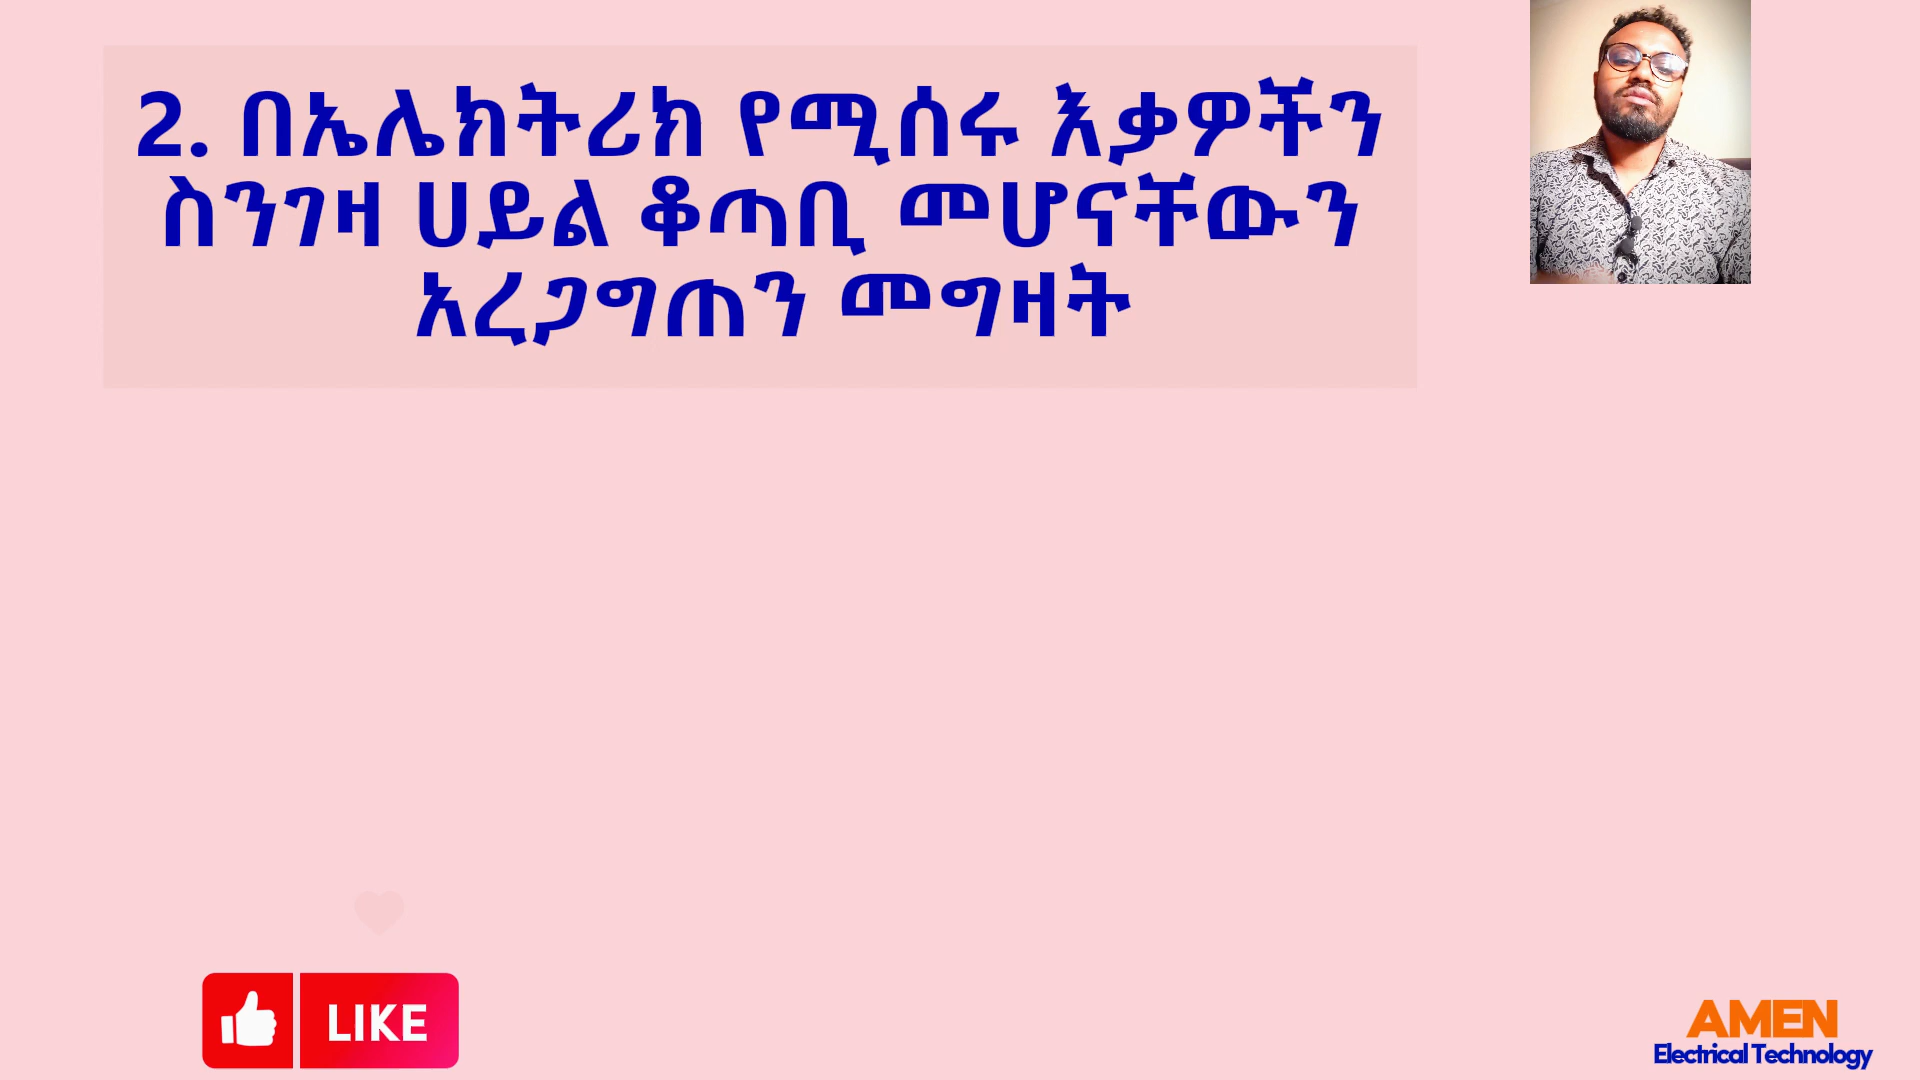 2. በኤሌክትሪክ የሚሰሩ እቃዎችን
ስንገዛ ሀይል ቆጣቢ መሆናቸውን
አረጋግጠን መግዛት
LIKE
AMEN
Electrical Technology